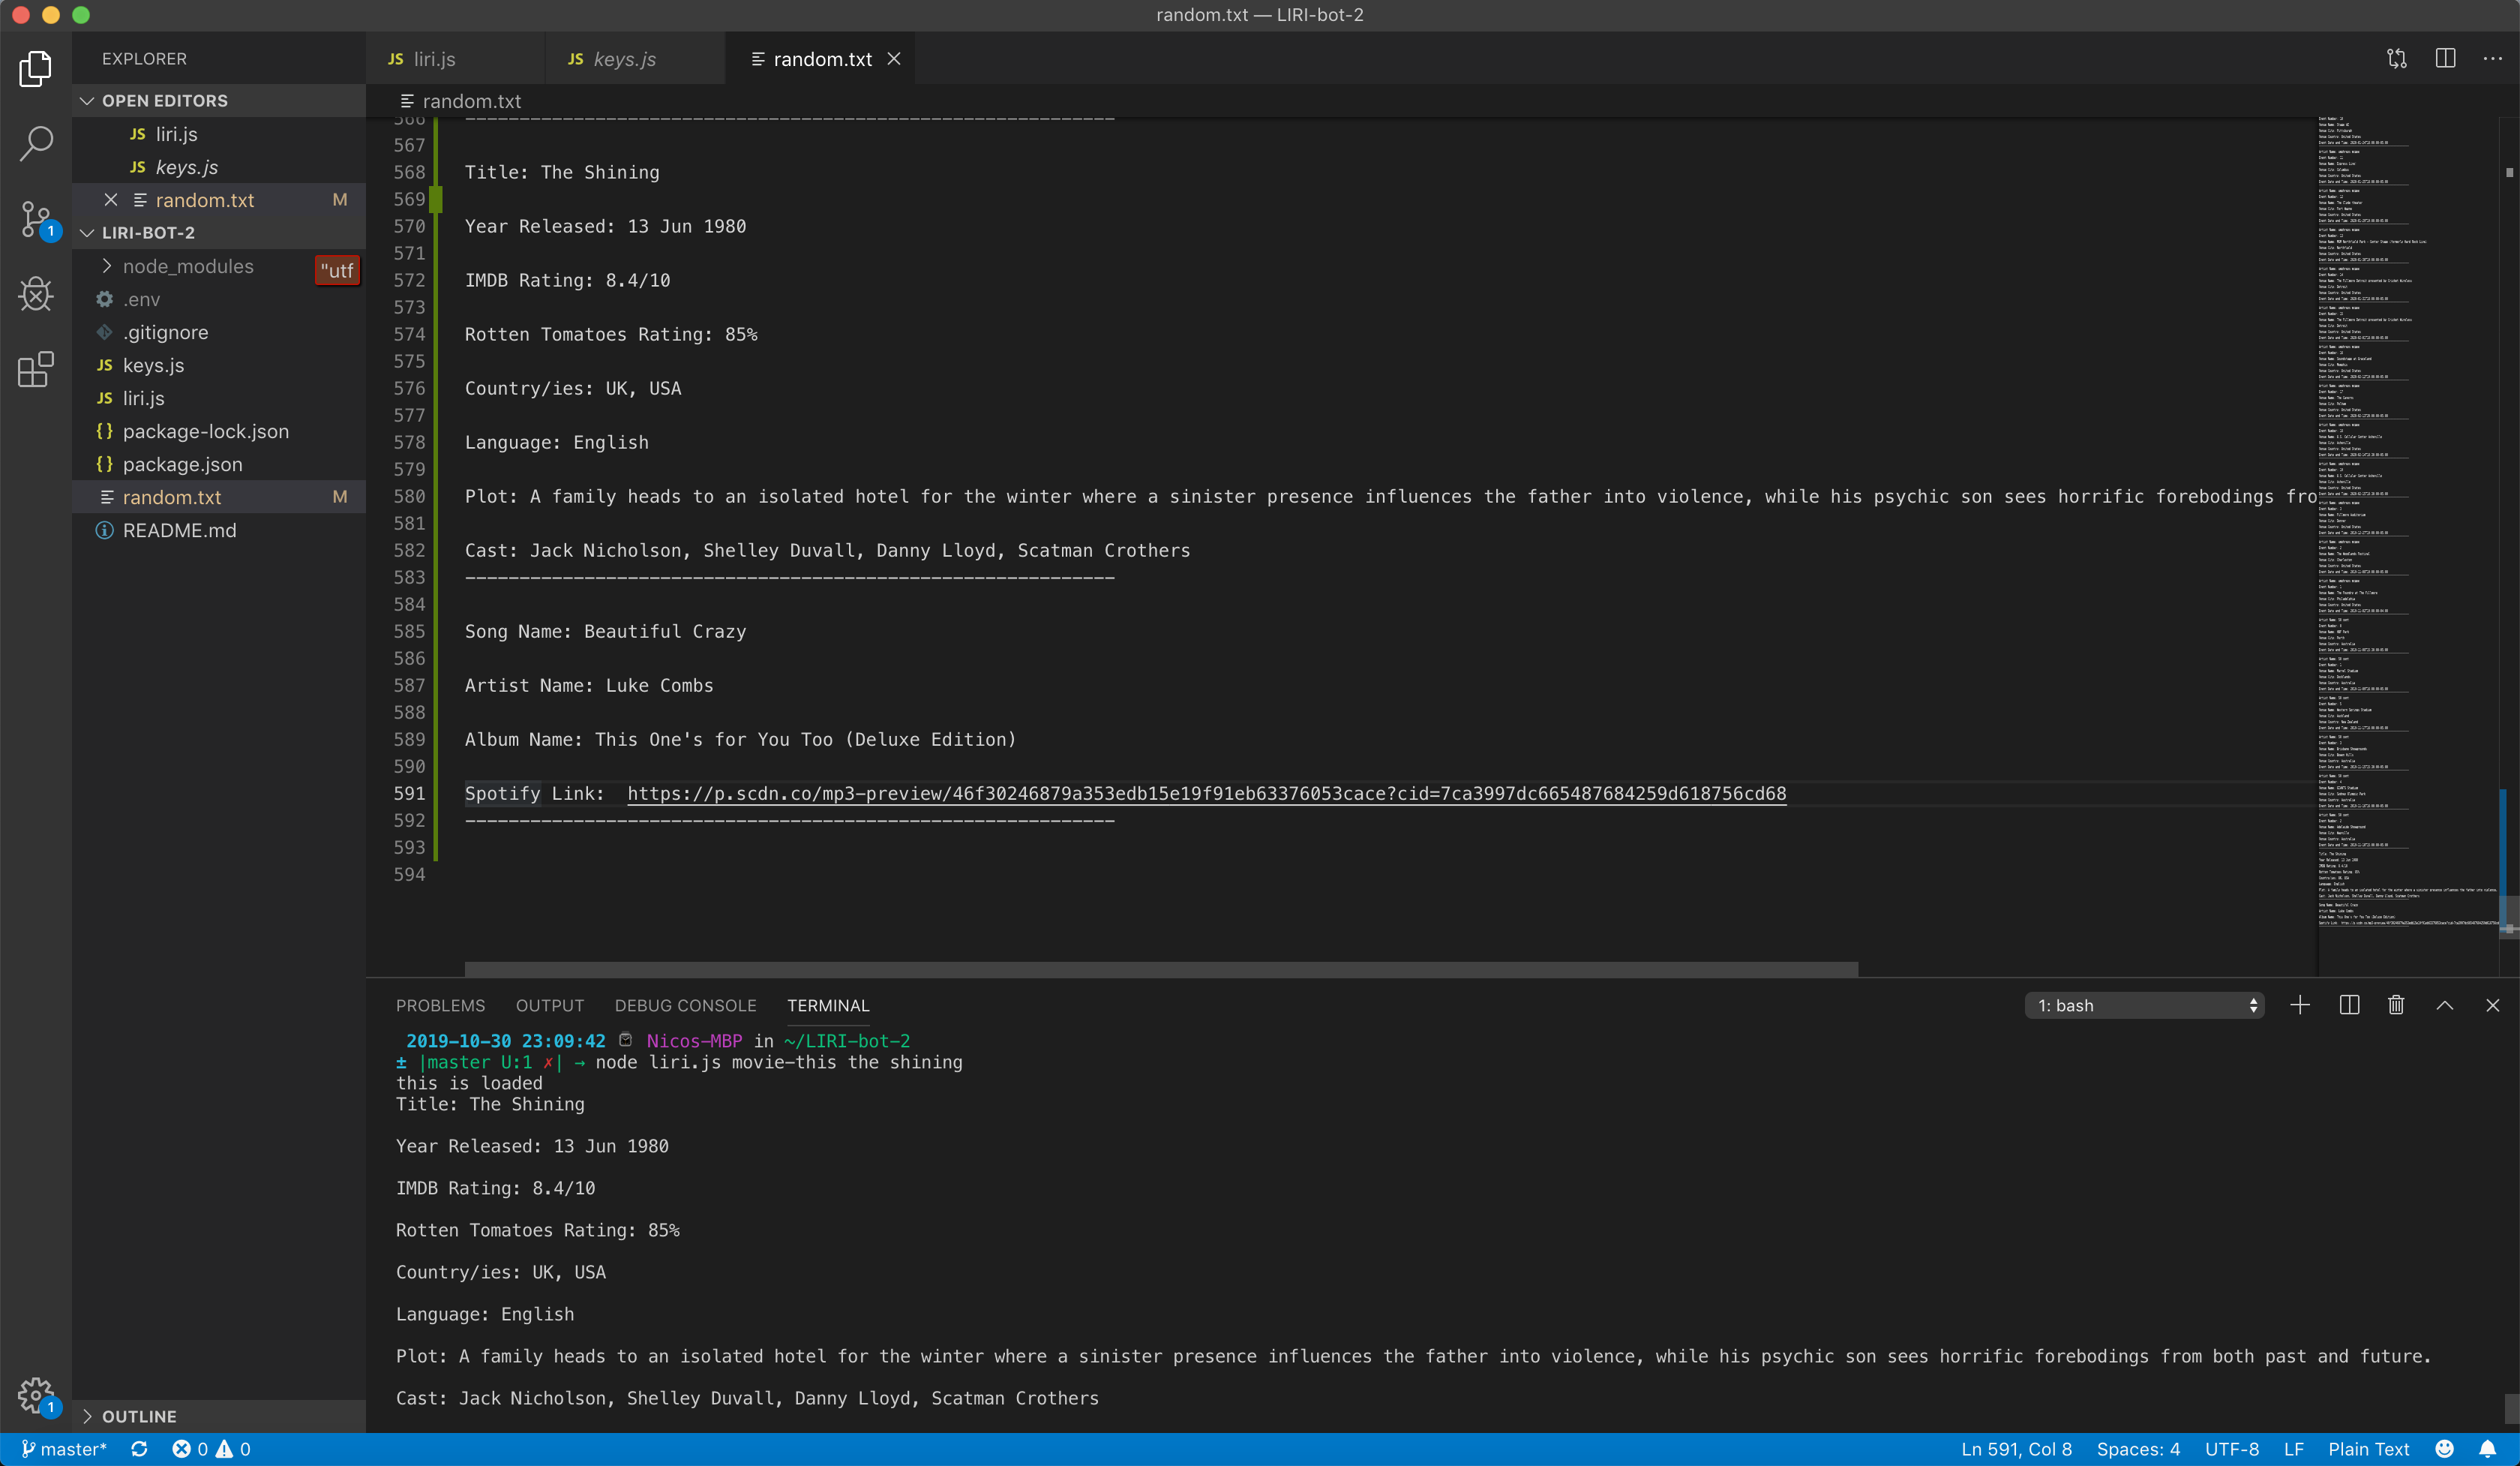 random.txt — LIRI-bot-2
EXPLORER
OPEN EDITORS
JS liri.js
JS keys.js
random.txt M
LIRI-BOT-2
node_modules
"utf
.env
.gitignore
JS keys.js
JS liri.js
{} package-lock.json
{} package.json
random.txt M
README.md
OUTLINE
1
1
JS liri.js
JS keys.js
random.txt
random.txt
566 ------------------------------------------------------------
567
568 Title: The Shining
569
570 Year Released: 13 Jun 1980
571
572 IMDB Rating: 8.4/10
573
574 Rotten Tomatoes Rating: 85%
575
576 Country/ies: UK, USA
577
578 Language: English
579
580 Plot: A family heads to an isolated hotel for the winter where a sinister presence influences the father into violence, while his psychic son sees horrific forebodings fro
581
582 Cast: Jack Nicholson, Shelley Duvall, Danny Lloyd, Scatman Crothers
583 ------------------------------------------------------------
584
585 Song Name: Beautiful Crazy
586
587 Artist Name: Luke Combs
588
589 Album Name: This One's for You Too (Deluxe Edition)
590
591 Spotify Link:  https://p.scdn.co/mp3-preview/46f30246879a353edb15e19f91eb63376053cace?cid=7ca3997dc665487684259d618756cd68
592 ------------------------------------------------------------
593
594
PROBLEMS OUTPUT DEBUG CONSOLE TERMINAL
1: bash
2019-10-30 23:09:42 Nicos-MBP in ~/LIRI-bot-2
± |master U:1 ✗| → node liri.js movie-this the shining
this is loaded
Title: The Shining
Year Released: 13 Jun 1980
IMDB Rating: 8.4/10
Rotten Tomatoes Rating: 85%
Country/ies: UK, USA
Language: English
Plot: A family heads to an isolated hotel for the winter where a sinister presence influences the father into violence, while his psychic son sees horrific forebodings from both past and future.
Cast: Jack Nicholson, Shelley Duvall, Danny Lloyd, Scatman Crothers
master* 0 0
Ln 591, Col 8 Spaces: 4 UTF-8 LF Plain Text